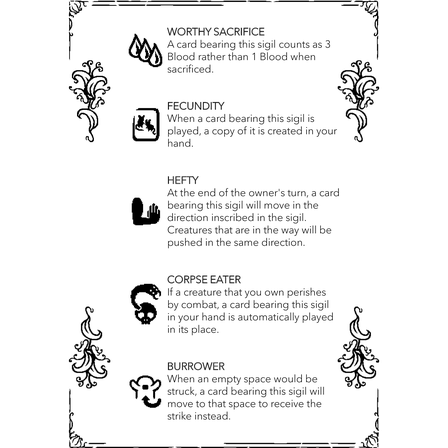 WORTHY SACRIFICE
A card bearing this sigil counts as 3
Blood rather than 1 Blood when
sacrificed.
FECUNDITY
When a card bearing this sigil is
played, a copy of it is created in your
hand.
HEFTY
At the end of the owner's turn, a card
bearing this sigil will move in the
direction inscribed in the sigil.
Creatures that are in the way will be
pushed in the same direction.
CORPSE EATER
If a creature that you own perishes
by combat, a card bearing this sigil
in your hand is automatically played
in its place.
BURROWER
When an empty space would be
struck, a card bearing this sigil will
move to that space to receive the
strike instead.